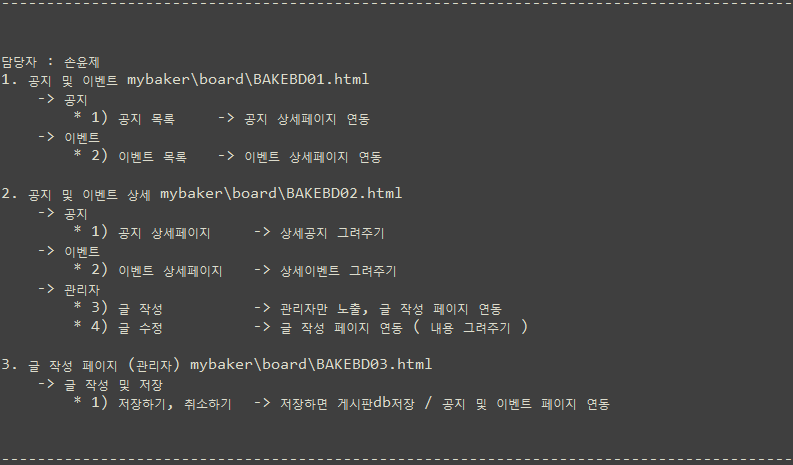 --------------------------------------------------------------------------------
담당자 : 손윤제
1. 공지 및 이벤트 mybaker\board\BAKEBD01.html
-> 공지
* 1) 공지 목록 -> 공지 상세페이지 연동
-> 이벤트
* 2) 이벤트 목록 -> 이벤트 상세페이지 연동
2. 공지 및 이벤트 상세 mybaker\board\BAKEBD02.html
-> 공지
* 1) 공지 상세페이지 -> 상세공지 그려주기
-> 이벤트
* 2) 이벤트 상세페이지 -> 상세이벤트 그려주기
-> 관리자
* 3) 글 작성 -> 관리자만 노출, 글 작성 페이지 연동
* 4) 글 수정 -> 글 작성 페이지 연동 ( 내용 그려주기 )
3. 글 작성 페이지 (관리자) mybaker\board\BAKEBD03.html
-> 글 작성 및 저장
* 1) 저장하기, 취소하기 -> 저장하면 게시판db저장 / 공지 및 이벤트 페이지 연동
--------------------------------------------------------------------------------